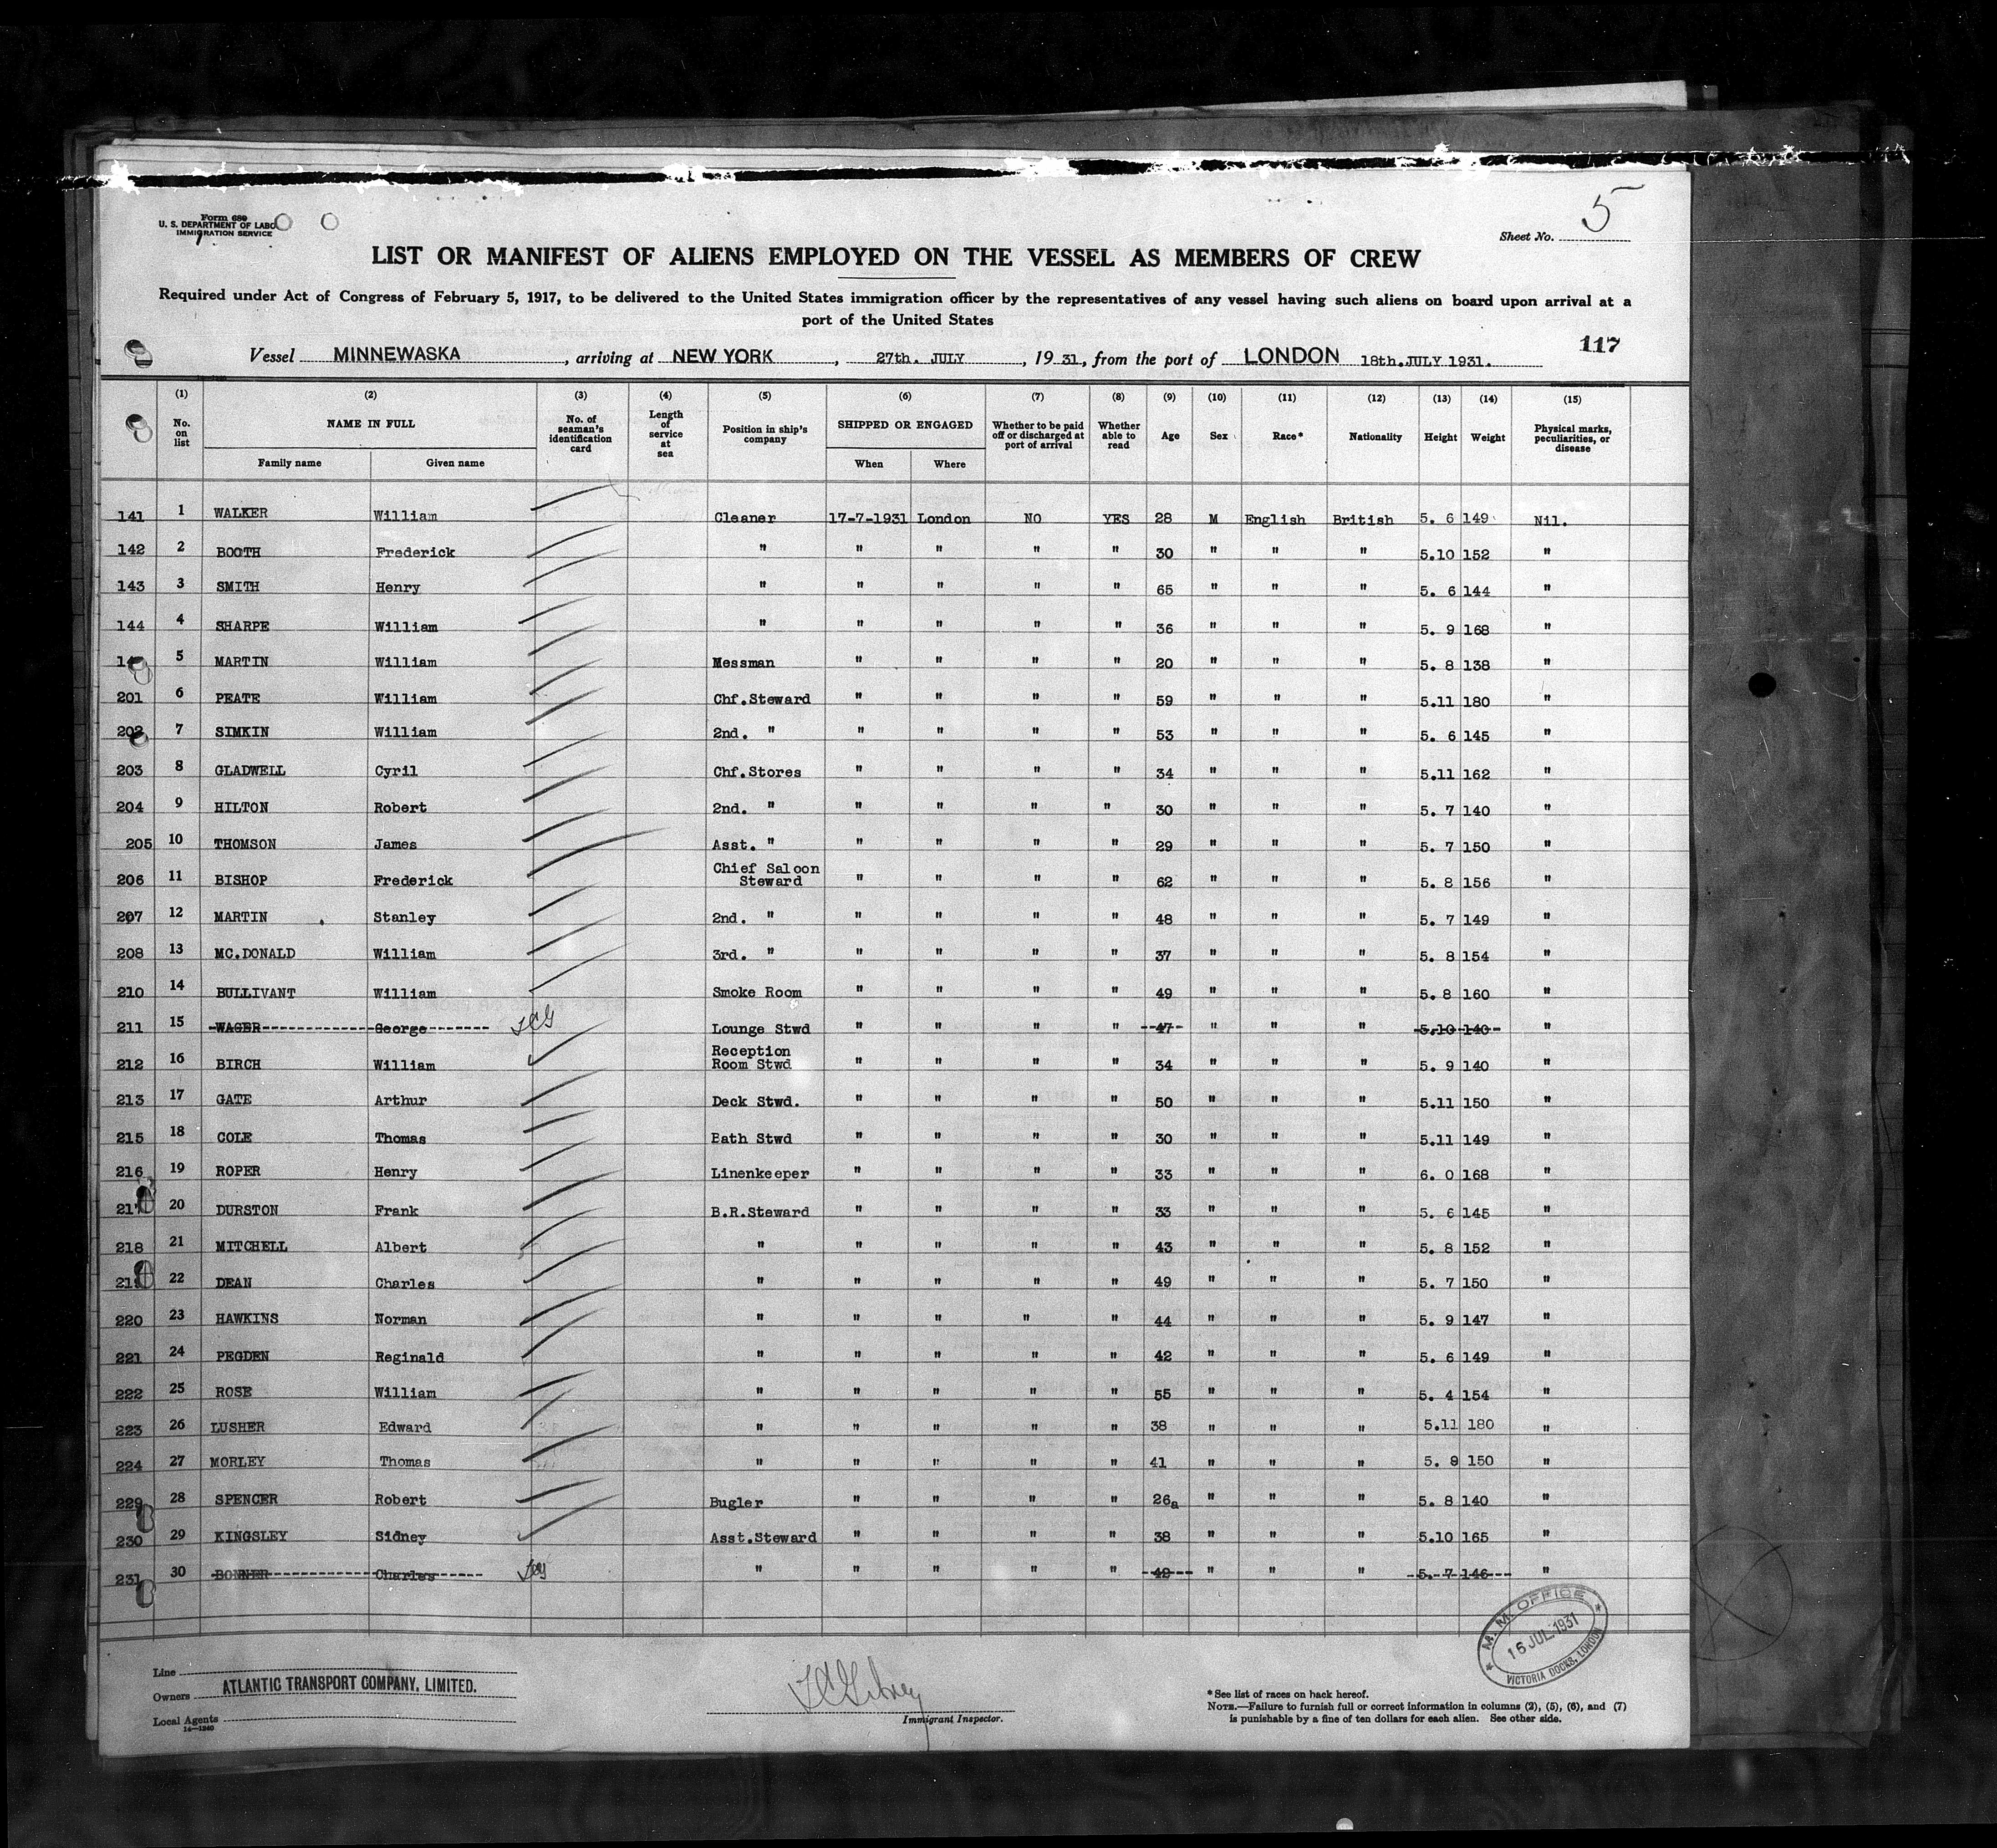 Form 680
U. S. DEPARTMENT OF LABO
IMMIGRATION SERVICE
Sheet No. 5
LIST OR MANIFEST OF ALIENS EMPLOYED ON THE VESSEL AS MEMBERS OF CREW
Required under Act of Congress of February 5, 1917, to be delivered to the United States immigration officer by the representatives of any vessel having such aliens on board upon arrival at a
port of the United States
117
Vessel MINNEWASKA, arriving at NEW YORK, 27th. JULY, 19 31, from the port of LONDON 18th.JULY 1931.
(1) (2) (3) (4) (5) (6) (7) (8) (9) (10) (11) (12) (13) (14) (15)
No. on list NAME IN FULL No. of seaman's identification card Length of service at sea Position in ship's company SHIPPED OR ENGAGED Whether to be paid off or discharged at port of arrival Whether able to read Age Sex Race* Nationality Height Weight Physical marks, peculiarities, or disease
Family name Given name When Where
141 1 WALKER William Cleaner 17-7-1931 London NO YES 28 M English British 5. 6 149 Nil.
142 2 BOOTH Frederick " " " " " 30 " " " 5.10 152 "
143 3 SMITH Henry " " " " " 65 " " " 5. 6 144 "
144 4 SHARPE William " " " " " 36 " " " 5. 9 168 "
14 5 MARTIN William Messman " " " " 20 " " " 5. 8 138 "
201 6 PEATE William Chf.Steward " " " " 59 " " " 5.11 180 "
202 7 SIMKIN William 2nd. " " " " " 53 " " " 5. 6 145 "
203 8 GLADWELL Cyril Chf.Stores " " " " 34 " " " 5.11 162 "
204 9 HILTON Robert 2nd. " " " " " 30 " " " 5. 7 140 "
205 10 THOMSON James Asst. " " " " " 29 " " " 5. 7 150 "
206 11 BISHOP Frederick Chief Saloon Steward " " " " 62 " " " 5. 8 156 "
207 12 MARTIN Stanley 2nd. " " " " " 48 " " " 5. 7 149 "
208 13 MC.DONALD William 3rd. " " " " " 37 " " " 5. 8 154 "
210 14 BULLIVANT William Smoke Room " " " " 49 " " " 5. 8 160 "
211 15 WAGER George Lounge Stwd " " " " 47 " " " 5.10 140 "
212 16 BIRCH William Reception Room Stwd " " " " 34 " " " 5. 9 140 "
213 17 GATE Arthur Deck Stwd. " " " " 50 " " " 5.11 150 "
215 18 COLE Thomas Bath Stwd " " " " 30 " " " 5.11 149 "
216 19 ROPER Henry Linenkeeper " " " " 33 " " " 6. 0 168 "
217 20 DURSTON Frank B.R.Steward " " " " 33 " " " 5. 6 145 "
218 21 MITCHELL Albert " " " " " 43 " " " 5. 8 152 "
21 22 DEAN Charles " " " " " 49 " " " 5. 7 150 "
220 23 HAWKINS Norman " " " " " 44 " " " 5. 9 147 "
221 24 PEGDEN Reginald " " " " " 42 " " " 5. 6 149 "
222 25 ROSE William " " " " " 55 " " " 5. 4 154 "
223 26 LUSHER Edward " " " " " 38 " " " 5.11 180 "
224 27 MORLEY Thomas " " " " " 41 " " " 5. 9 150 "
229 28 SPENCER Robert Bugler " " " " 26a " " " 5. 8 140 "
230 29 KINGSLEY Sidney Asst.Steward " " " " 38 " " " 5.10 165 "
231 30 BONNER Charles " " " " " 42 " " " 5. 7 146 "
M. M. OFFICE
16 JUL 1931
VICTORIA DOCKS, LONDON
Line
Owners ATLANTIC TRANSPORT COMPANY, LIMITED.
Local Agents
14—1240
Immigrant Inspector.
* See list of races on back hereof.
NOTE.—Failure to furnish full or correct information in columns (2), (5), (6), and (7)
is punishable by a fine of ten dollars for each alien. See other side.